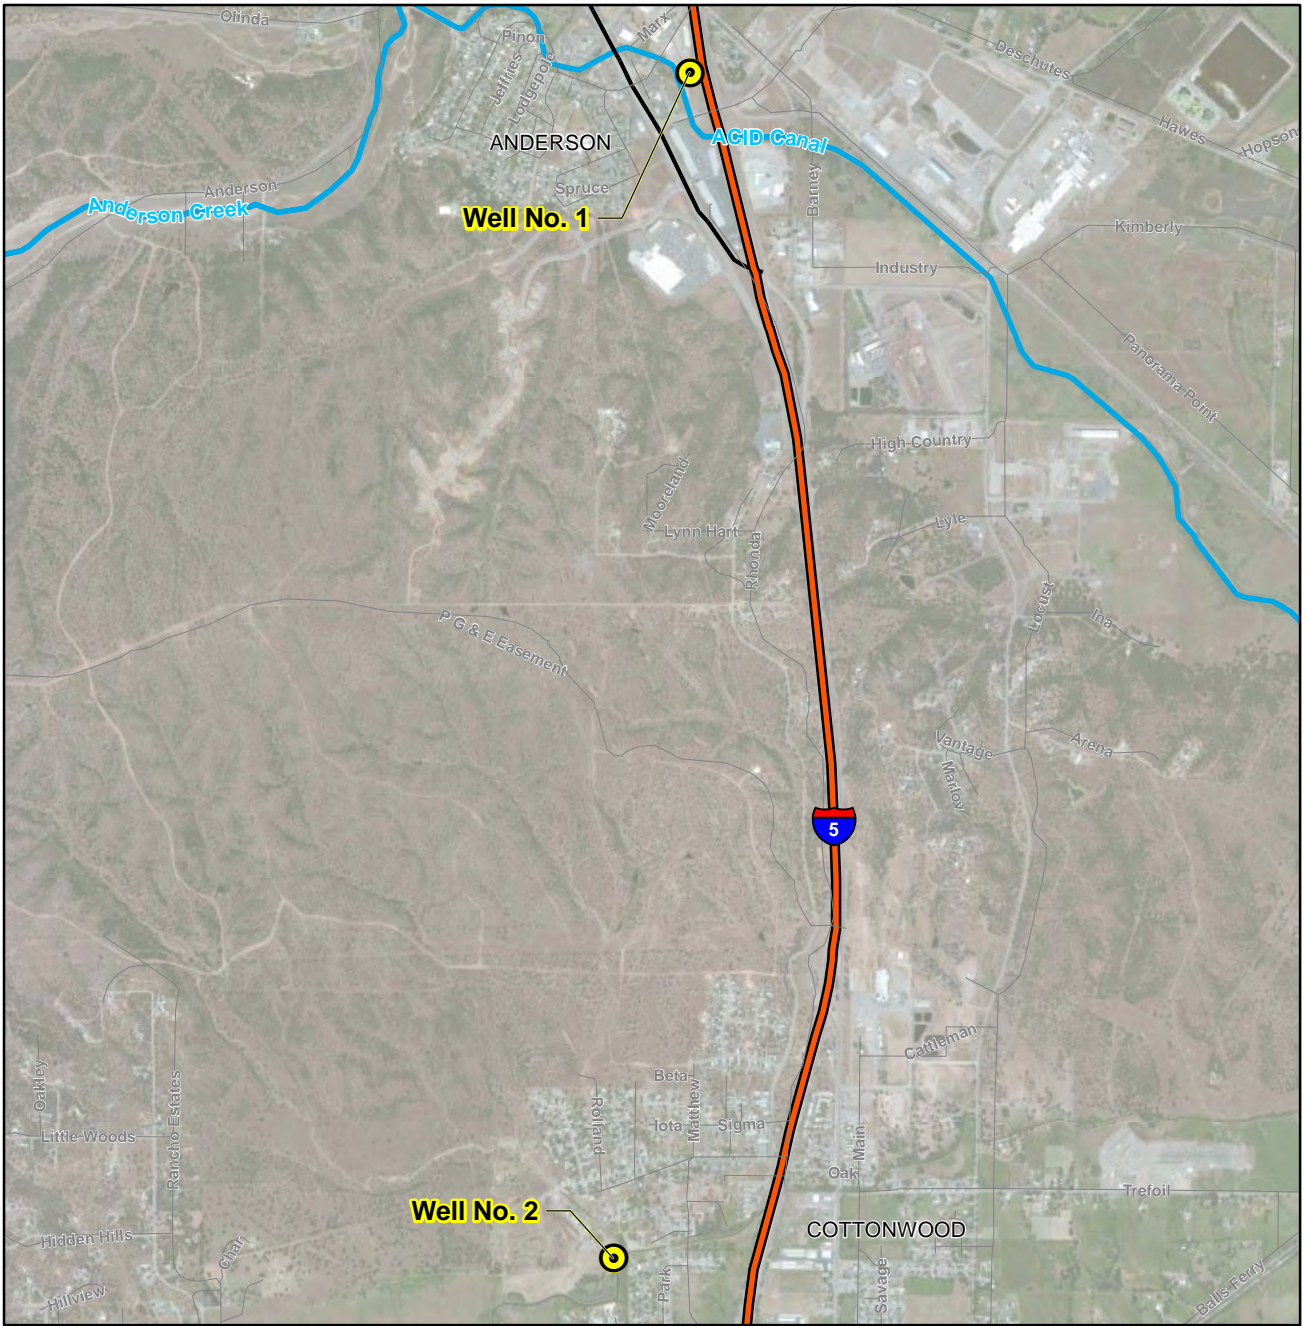 Olinda
Marx
Pinon
Deschutes
Jeffries
Lodgepole
Hawes
ANDERSON
ACID Canal
Hopson
Spruce
Anderson
Barney
Anderson Creek
Well No. 1
Kimberly
Industry
Panorama Point
High Country
Mooreland
Lynn Hart
Lyle
Rhonda
Locust
Ina
P G & E Easement
Vantage
Arena
Marlov
5
Cattleman
Oakley
Beta
Rancho Estates
Rolland
Matthew
Iota
Sigma
Little Woods
Main
Oak
Trefoil
Well No. 2
COTTONWOOD
Hidden Hills
Char
Park
Savage
Balls Ferry
Hillview